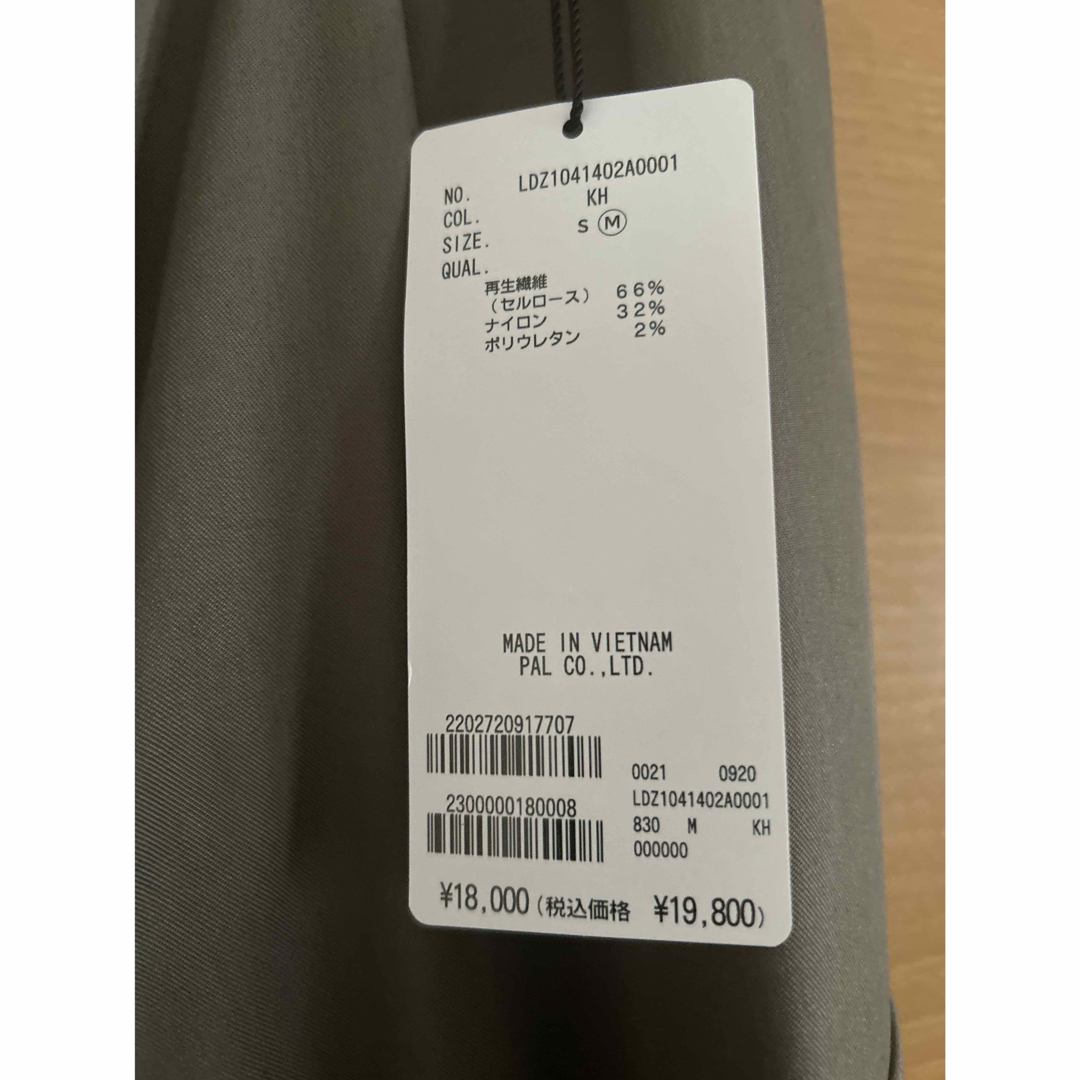 NO. LDZ1041402A0001
COL. KH
SIZE. S Ⓜ
QUAL.
再生繊維
(セルロース) 66%
ナイロン 32%
ポリウレタン 2%
MADE IN VIETNAM
PAL CO.,LTD.
2202720917707
2300000180008
0021 0920
LDZ1041402A0001
830 M KH
000000
¥18,000(税込価格 ¥19,800)